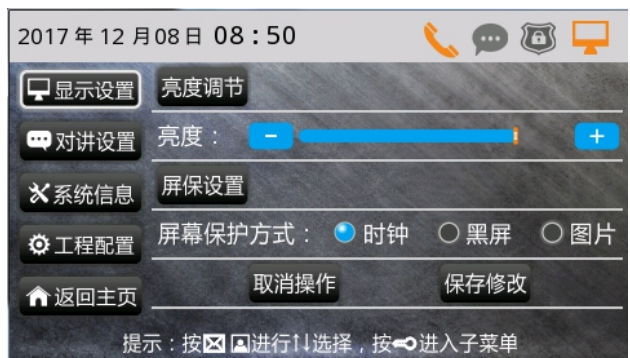 2017 年 12 月 08 日 08 : 50
显示设置 亮度调节
对讲设置 亮度： - +
系统信息 屏保设置
工程配置 屏幕保护方式： 时钟 黑屏 图片
返回主页 取消操作 保存修改
提示：按进行↑↓选择，按进入子菜单